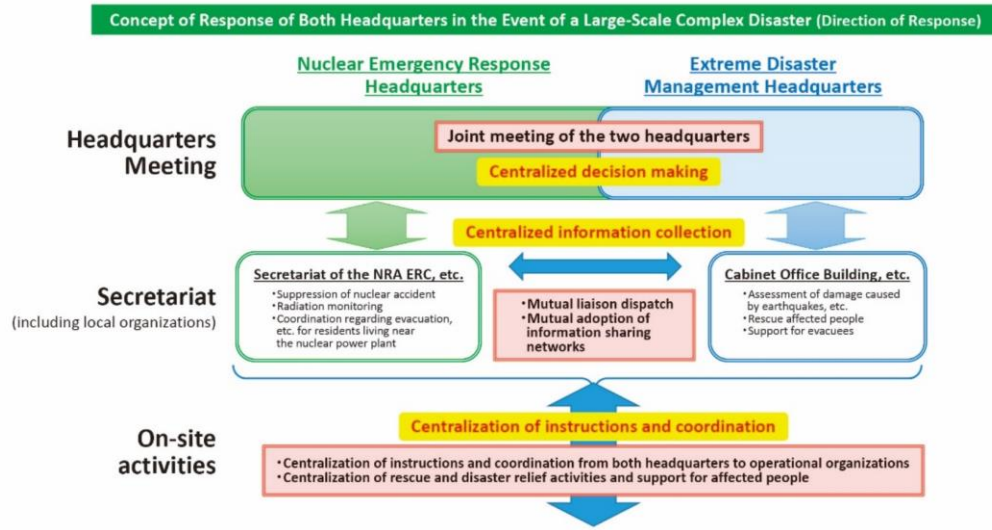 Concept of Response of Both Headquarters in the Event of a Large-Scale Complex Disaster (Direction of Response)
Nuclear Emergency Response
Headquarters
Extreme Disaster
Management Headquarters
Headquarters
Meeting
Joint meeting of the two headquarters
Centralized decision making
Centralized information collection
Secretariat
(including local organizations)
Secretariat of the NRA ERC, etc.
・Suppression of nuclear accident
・Radiation monitoring
・Coordination regarding evacuation,
etc. for residents living near
the nuclear power plant
・Mutual liaison dispatch
・Mutual adoption of
information sharing
networks
Cabinet Office Building, etc.
・Assessment of damage caused
by earthquakes, etc.
・Rescue affected people
・Support for evacuees
On-site
activities
Centralization of instructions and coordination
・Centralization of instructions and coordination from both headquarters to operational organizations
・Centralization of rescue and disaster relief activities and support for affected people